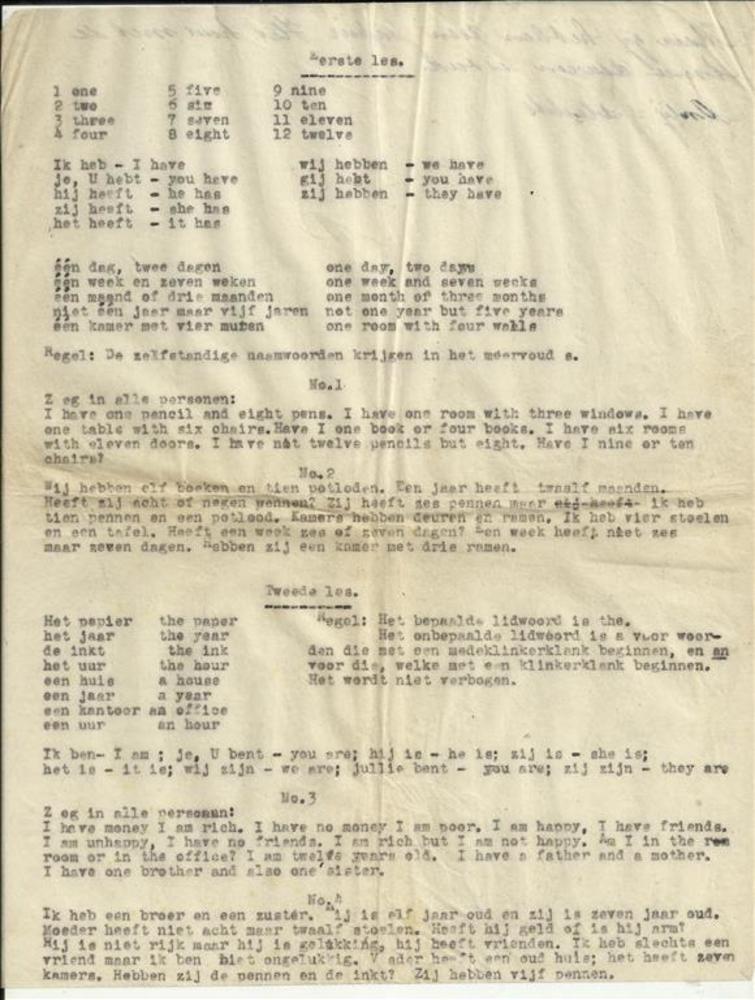 Eerste les.
1 one 5 five 9 nine
2 two 6 six 10 ten
3 three 7 seven 11 eleven
4 four 8 eight 12 twelve
Ik heb - I have wij hebben - we have
je, U hebt - you have gij hebt - you have
hij heeft - he has zij hebben - they have
zij heeft - she has
het heeft - it has
één dag, twee dagen one day, two days
een week en zeven weken one week and seven weeks
een maand of drie maanden one month of three months
niet een jaar maar vijf jaren not one year but five years
een kamer met vier muren one room with four walls
Regel: De zelfstandige naamwoorden krijgen in het meervoud s.
No.1
Z eg in alle personen:
I have one pencil and eight pens. I have one room with three windows. I have
one table with six chairs.Have I one book or four books. I have six rooms
with eleven doors. I have not twelve pencils but eight. Have I nine or ten
chairs?
No.2
Wij hebben elf boeken en tien potloden. Een jaar heeft twaalf maanden.
Heeft zij acht of negen pennen? Zij heeft zes pennen maar ik heb
tien pennen en een potlood. Kamers hebben deuren en ramen. Ik heb vier stoelen
en een tafel. Heeft een week zes of zeven dagen? Een week heeft niet zes
maar zeven dagen. Hebben zij een kamer met drie ramen.
Tweede les.
Het papier the paper Regel: Het bepaalde lidwoord is the.
het jaar the year Het onbepaalde lidwoord is a voor woor-
de inkt the ink den die met een medeklinkerklank beginnen, en an
het uur the hour voor die, welke met een klinkerklank beginnen.
een huis a house Het wordt niet verbogen.
een jaar a year
een kantoor an office
een uur an hour
Ik ben- I am ; je, U bent - you are; hij is - he is; zij is - she is;
het is - it is; wij zijn - we are; jullie bent - you are; zij zijn - they are
No.3
Z eg in alle personen:
I have money I am rich. I have no money I am poor. I am happy, I have friends.
I am unhappy, I have no friends. I am rich but I am not happy. Am I in the
room or in the office? I am twelfe years old. I have a father and a mother.
I have one brother and also one sister.
No.4
Ik heb een broer en een zuster. Hij is elf jaar oud en zij is zeven jaar oud.
Moeder heeft niet acht maar twaalf stoelen. Heeft hij geld of is hij arm?
Hij is niet rijk maar hij is gelukking, hij heeft vrienden. Ik heb slechts een
vriend maar ik ben niet ongelukkig. V ader heeft een oud huis; het heeft zeven
kamers. Hebben zij de pennen en de inkt? Zij hebben vijf pennen.